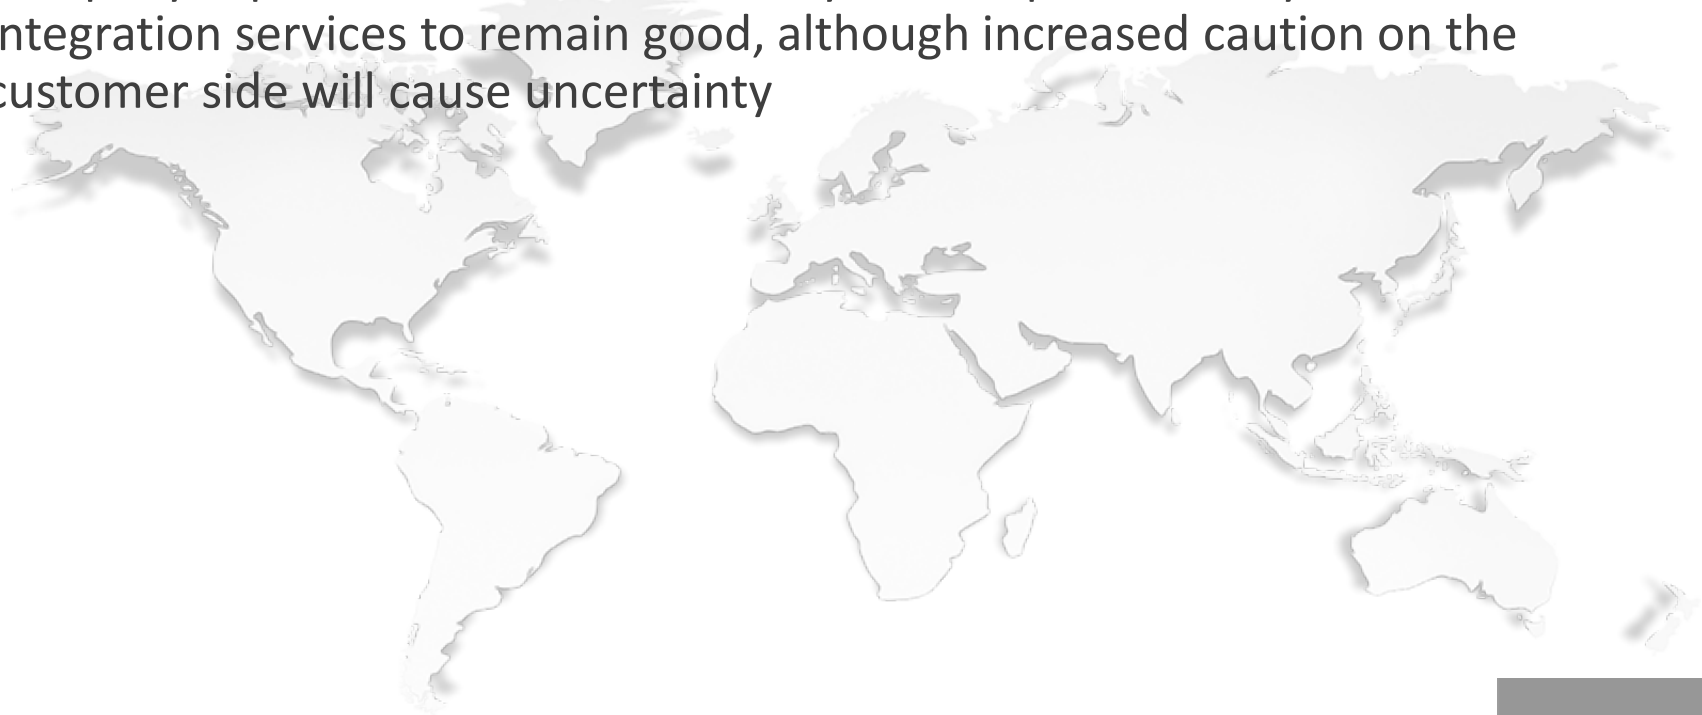 ntegration services to remain good, although increased caution on the
customer side will cause uncertainty